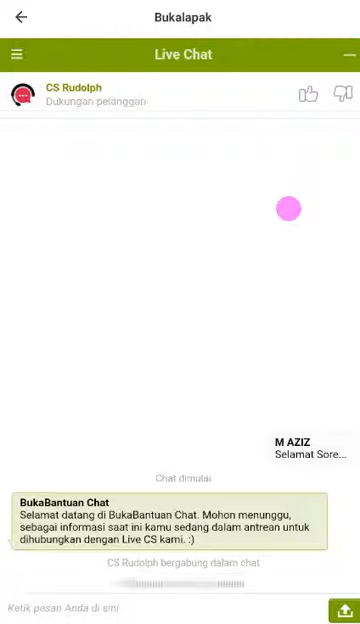 Bukalapak
Live Chat
CS Rudolph
Dukungan pelanggan
M AZIZ
Selamat Sore...
Chat dimulai
BukaBantuan Chat
Selamat datang di BukaBantuan Chat. Mohon menunggu,
sebagai informasi saat ini kamu sedang dalam antrean untuk
dihubungkan dengan Live CS kami. :)
CS Rudolph bergabung dalam chat
Ketik pesan Anda di sini